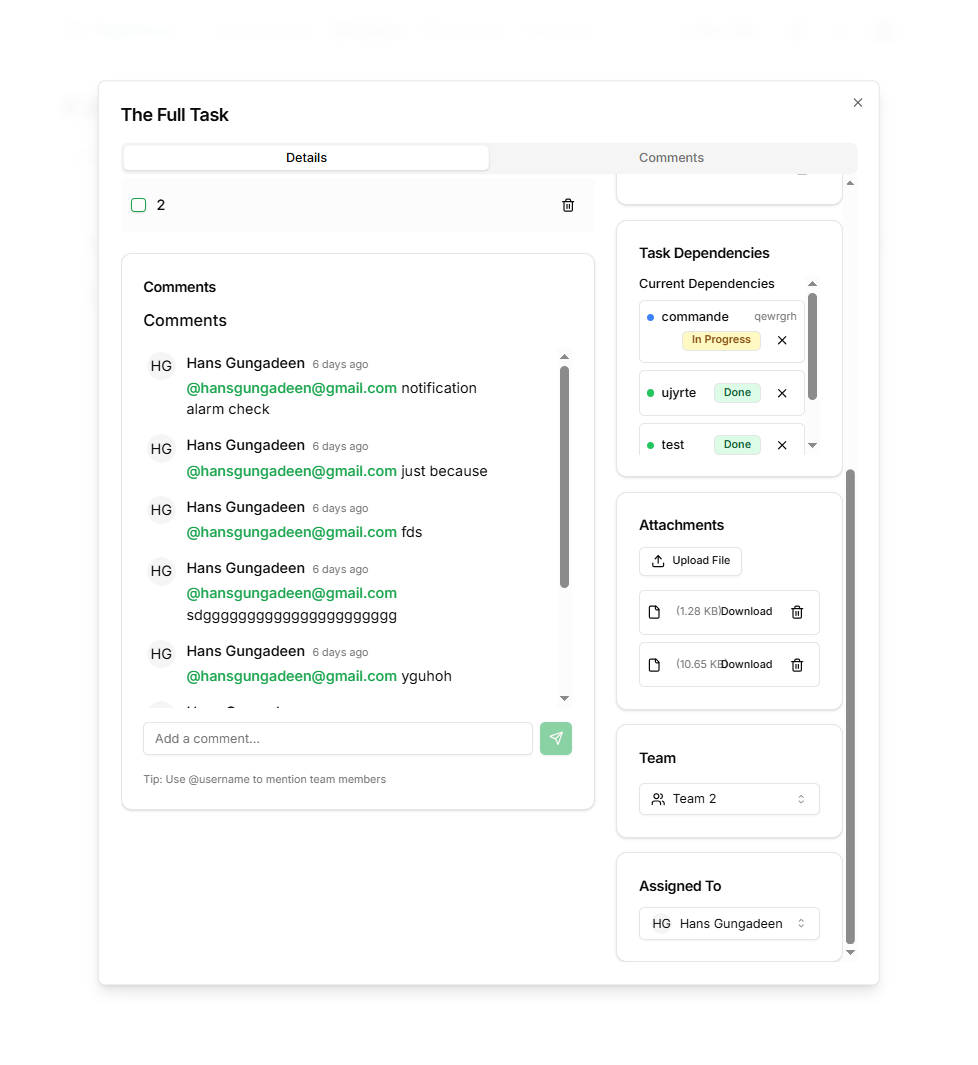 The Full Task
Details
Comments
2
Comments
Comments
HG
Hans Gungadeen 6 days ago
@hansgungadeen@gmail.com notification
alarm check
HG
Hans Gungadeen 6 days ago
@hansgungadeen@gmail.com just because
HG
Hans Gungadeen 6 days ago
@hansgungadeen@gmail.com fds
HG
Hans Gungadeen 6 days ago
@hansgungadeen@gmail.com
sdgggggggggggggggggggggg
HG
Hans Gungadeen 6 days ago
@hansgungadeen@gmail.com yguhoh
Add a comment...
Tip: Use @username to mention team members
Task Dependencies
Current Dependencies
commande qewrgrh
In Progress
ujyrte Done
test Done
Attachments
Upload File
(1.28 KB) Download
(10.65 KB Download
Team
Team 2
Assigned To
HG Hans Gungadeen